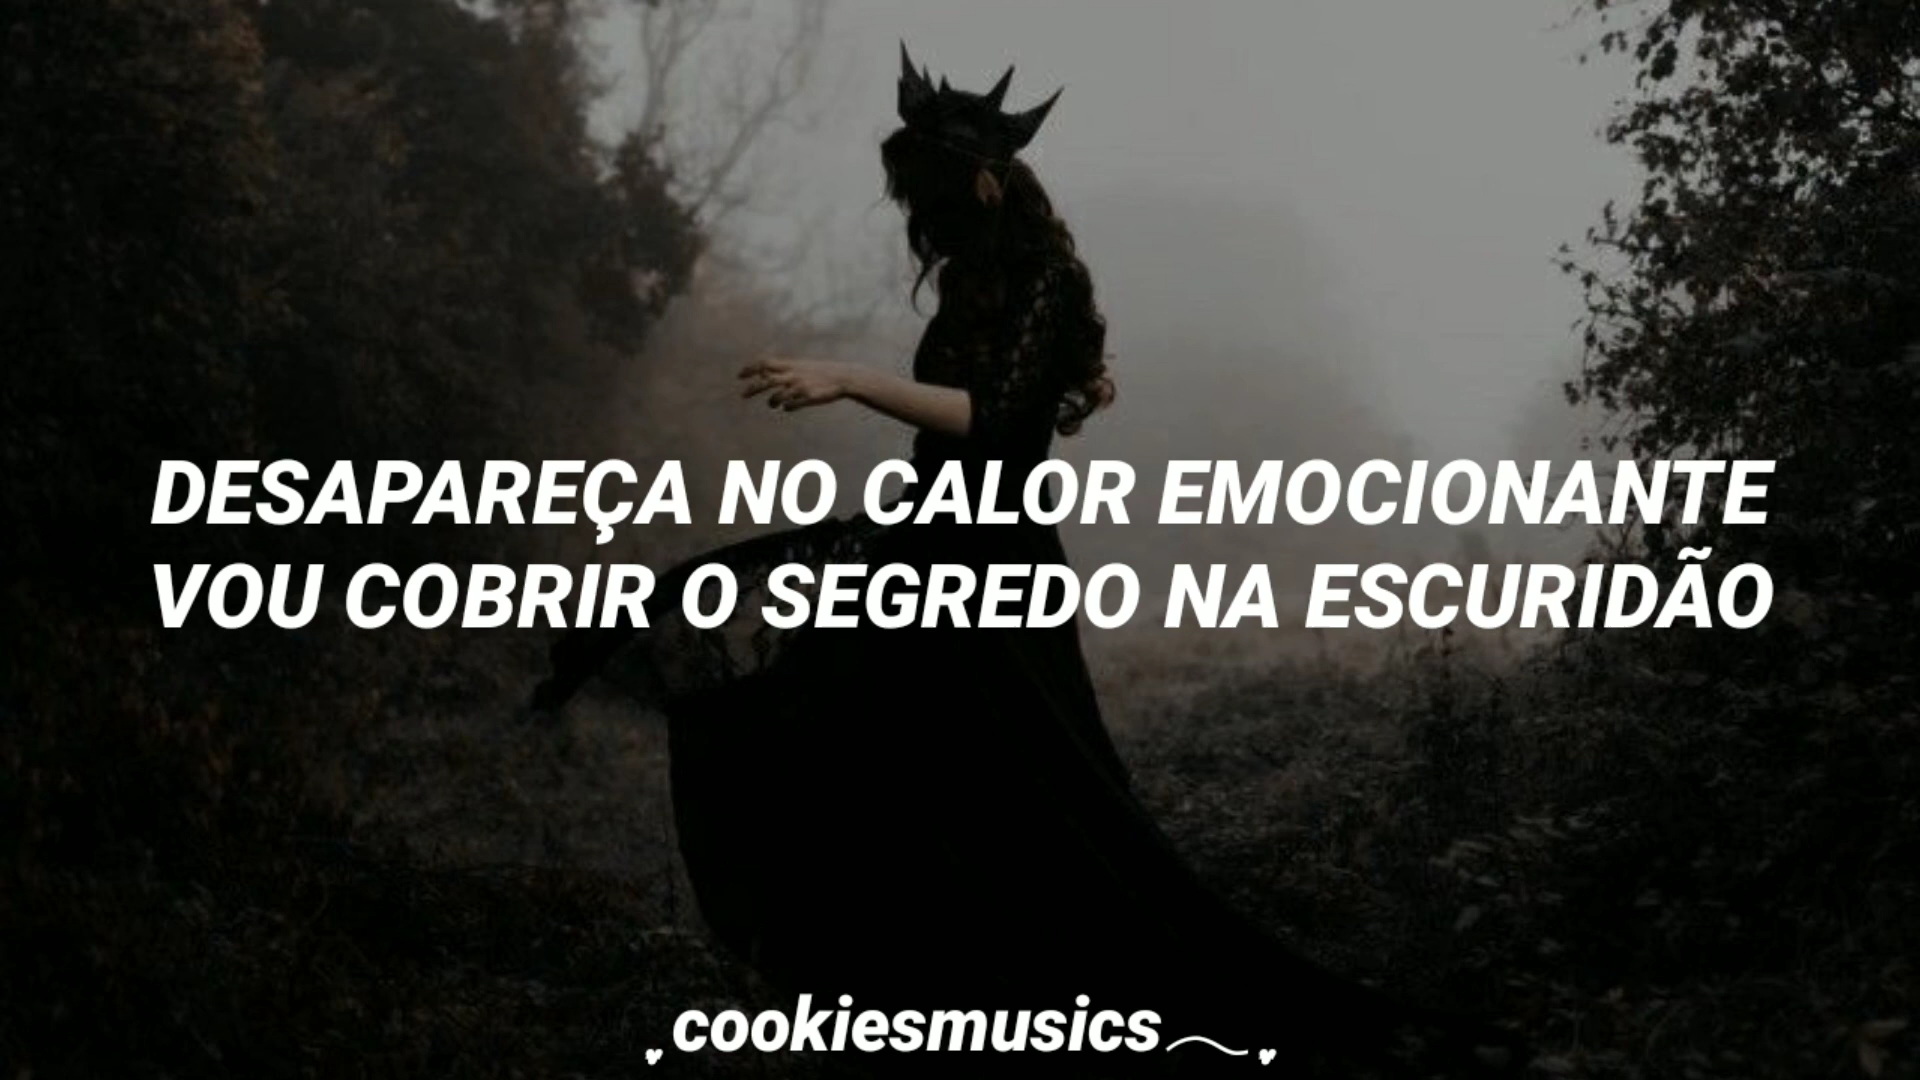 DESAPAREÇA NO CALOR EMOCIONANTE
VOU COBRIR O SEGREDO NA ESCURIDÃO
cookiesmusics